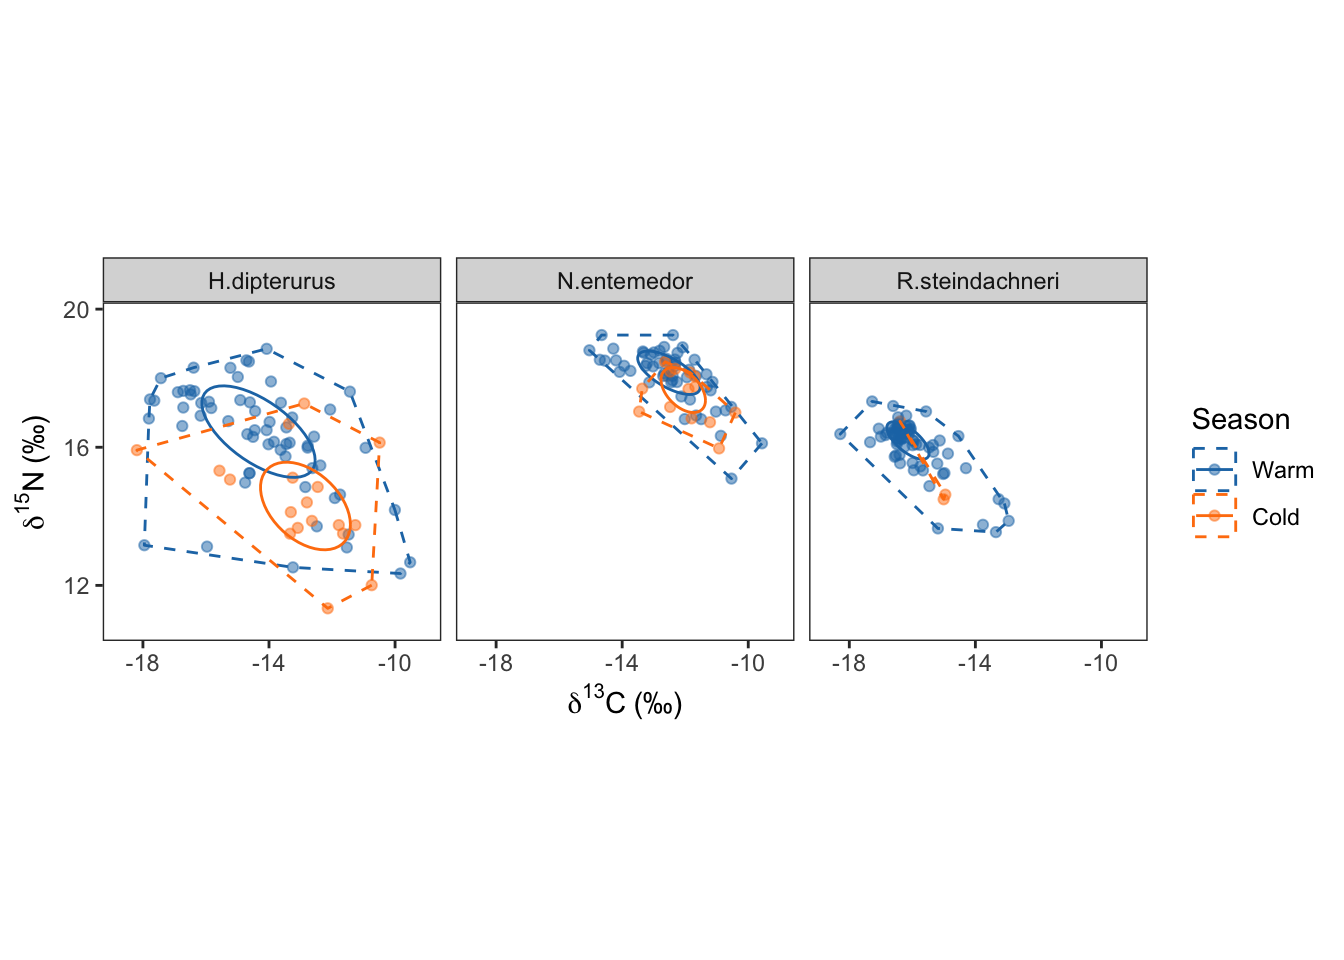 H.dipterurus
N.entemedor
R.steindachneri
20
16
12
δ15N (‰)
-18
-14
-10
-18
-14
-10
-18
-14
-10
δ13C (‰)
Season
Warm
Cold